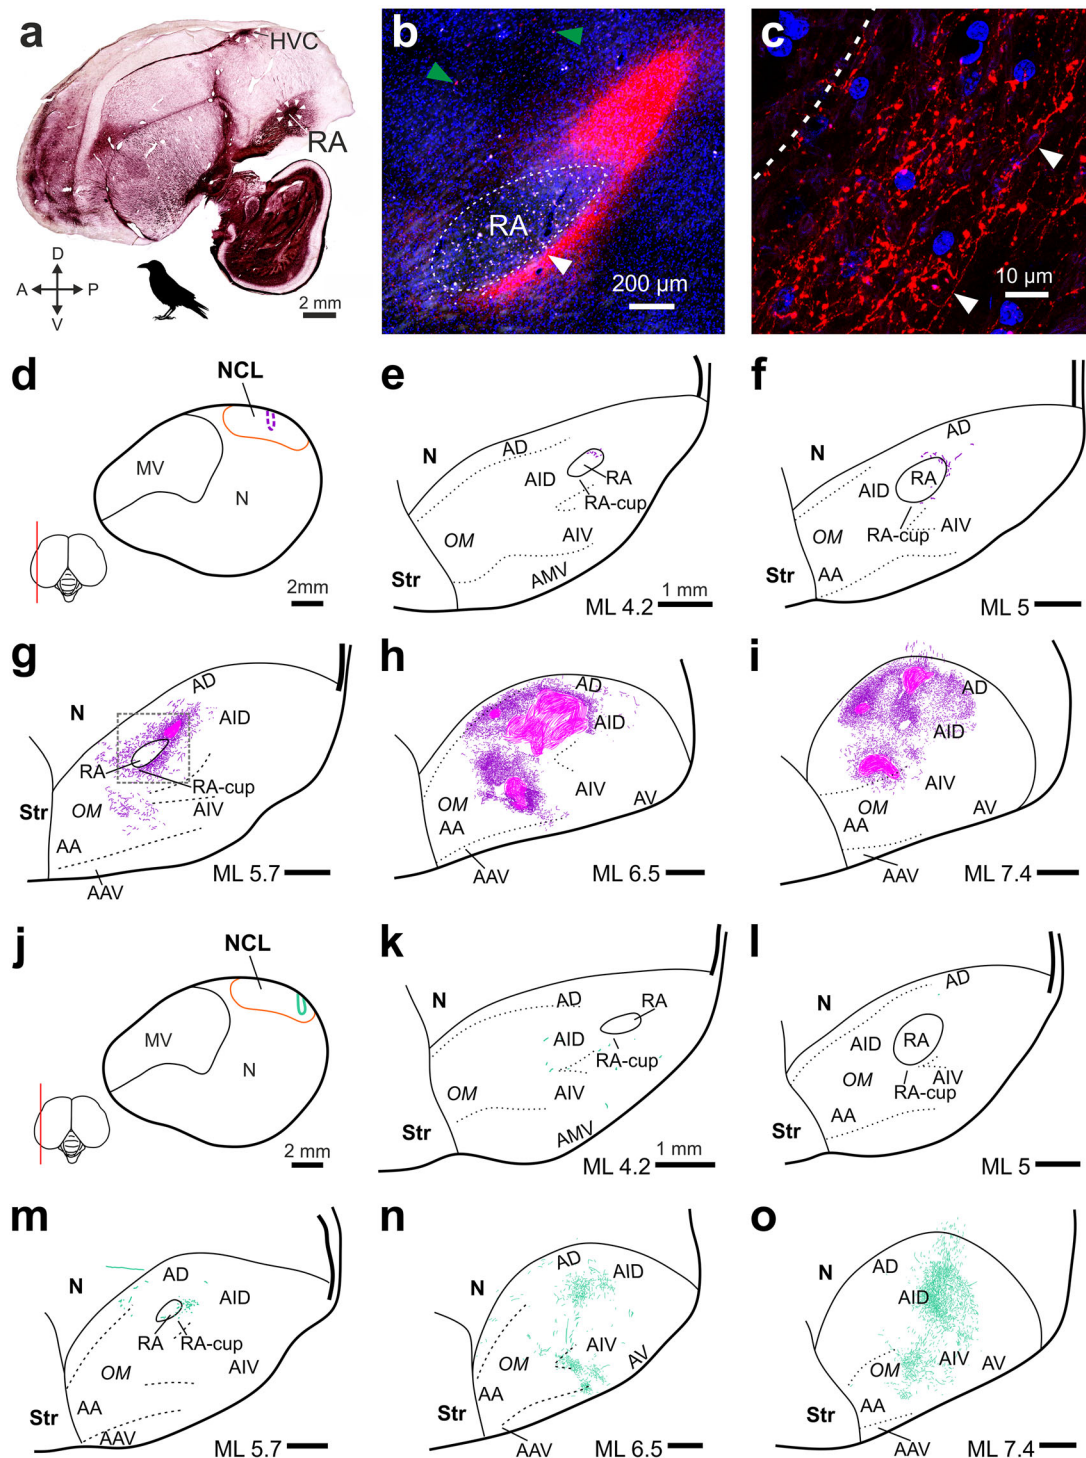 a
HVC
RA
D
A P
V
2 mm
b
RA
200 µm
c
10 µm
d
NCL
MV
N
2mm
e
N
AD
AID
RA
RA-cup
OM
AIV
Str
AMV
ML 4.2
1 mm
f
AD
N
AID
RA
OM
RA-cup
AIV
AA
Str
ML 5
g
AD
N
AID
RA
RA-cup
OM
AIV
Str
AA
AAV
ML 5.7
h
AD
N
AID
AIV
OM
AV
AA
Str
AAV
ML 6.5
i
N
AD
AID
AIV
OM
AV
AA
Str
AAV
ML 7.4
j
NCL
MV
N
2 mm
k
N
AD
RA
AID
RA-cup
OM
AIV
Str
AMV
ML 4.2
1 mm
l
N
AD
AID
RA
OM
AIV
RA-cup
AA
Str
ML 5
m
N
AD
AID
RA
RA-cup
OM
AIV
AA
Str
AAV
ML 5.7
n
N
AD
AID
OM
AIV
AV
AA
Str
AAV
ML 6.5
o
N
AD
AID
OM
AIV
AV
AA
Str
AAV
ML 7.4